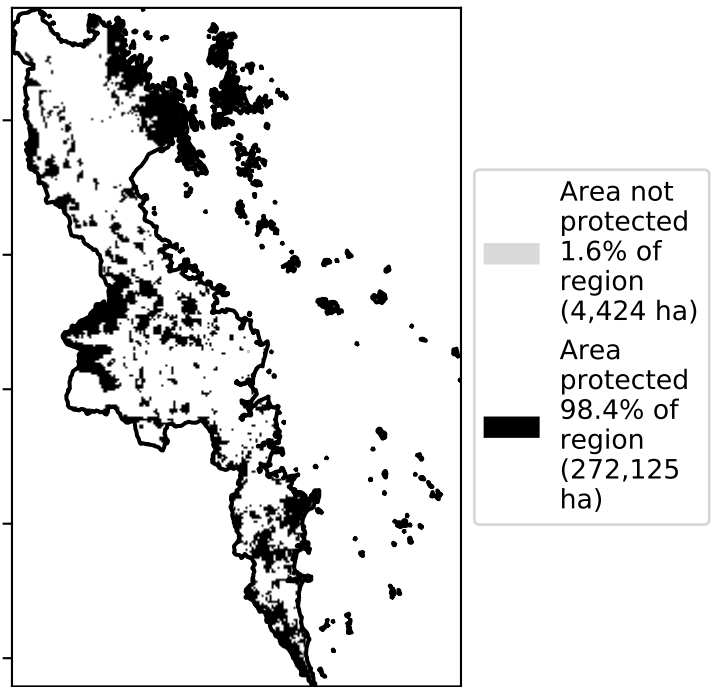 Area not
protected
1.6% of
region
(4,424 ha)
Area
protected
98.4% of
region
(272,125
ha)